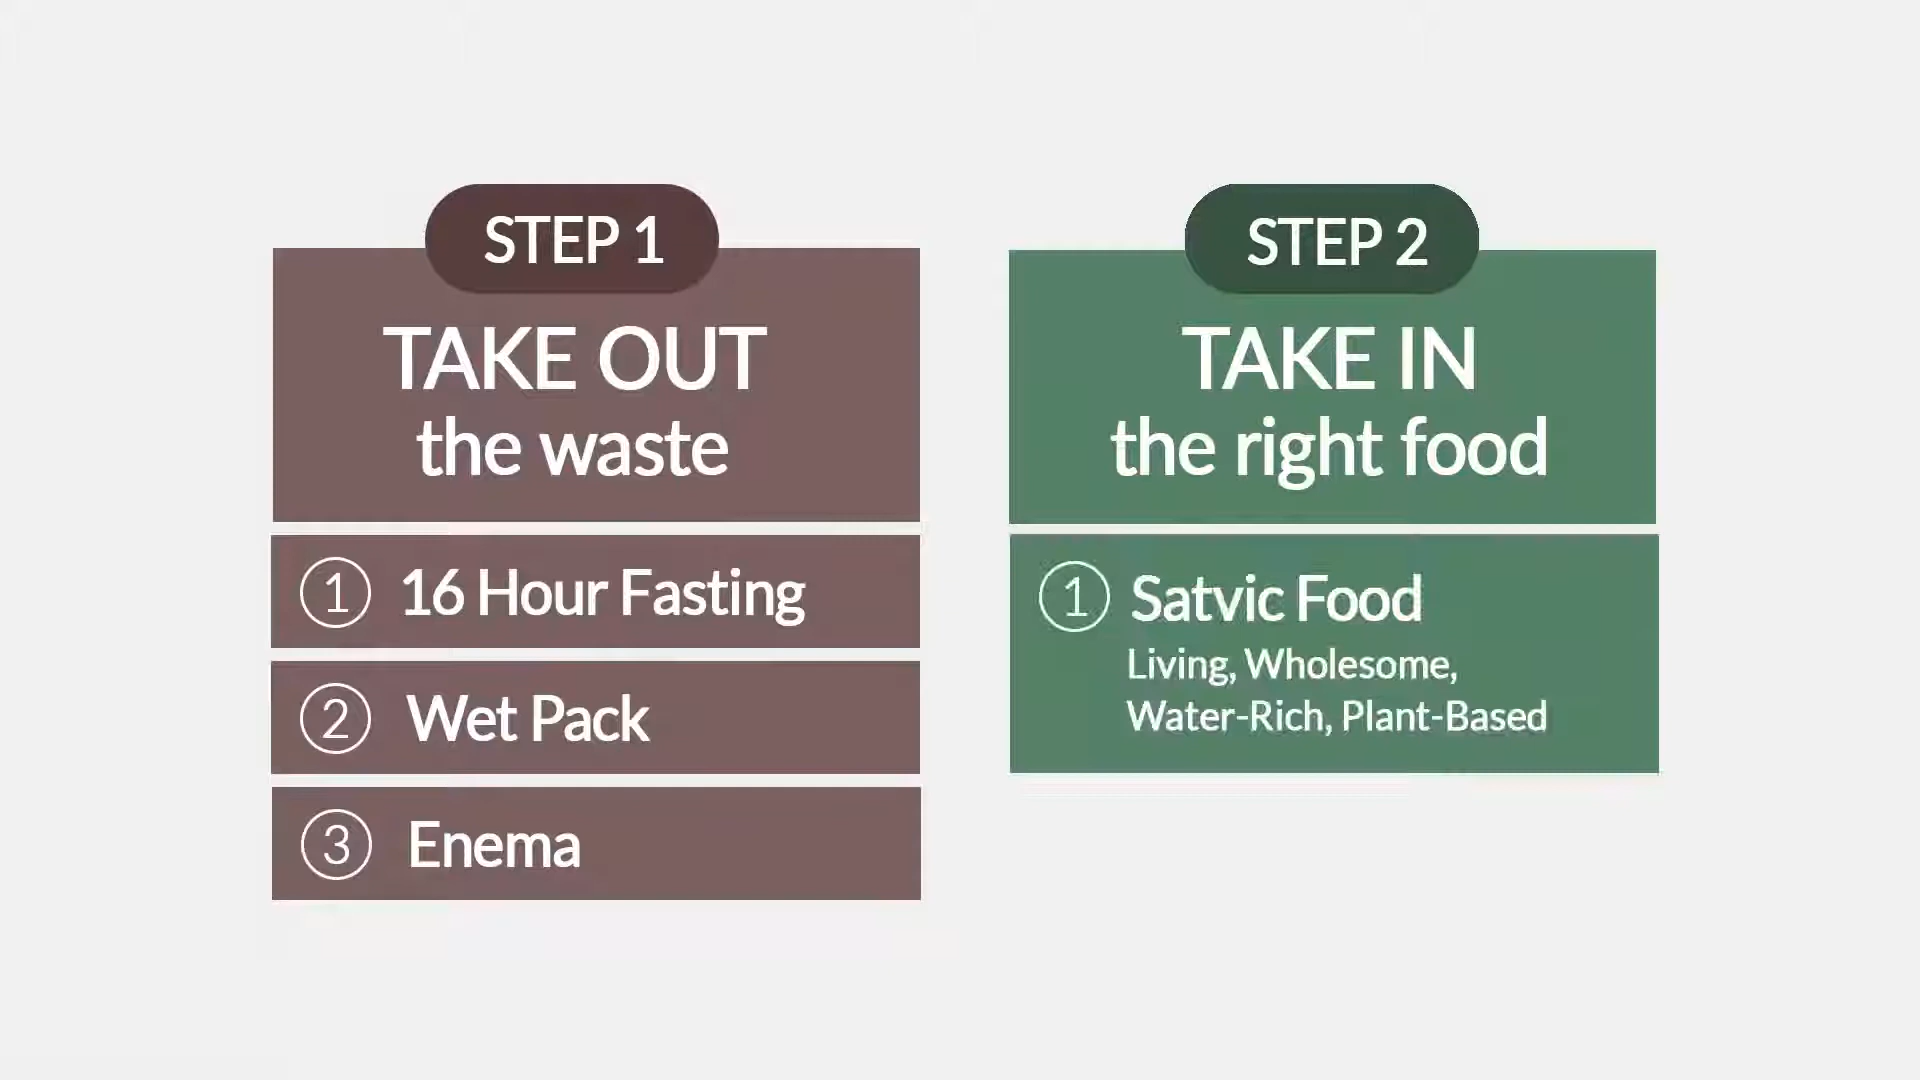 STEP 1
TAKE OUT
the waste
1 16 Hour Fasting
2 Wet Pack
3 Enema
STEP 2
TAKE IN
the right food
1 Satvic Food
Living, Wholesome,
Water-Rich, Plant-Based